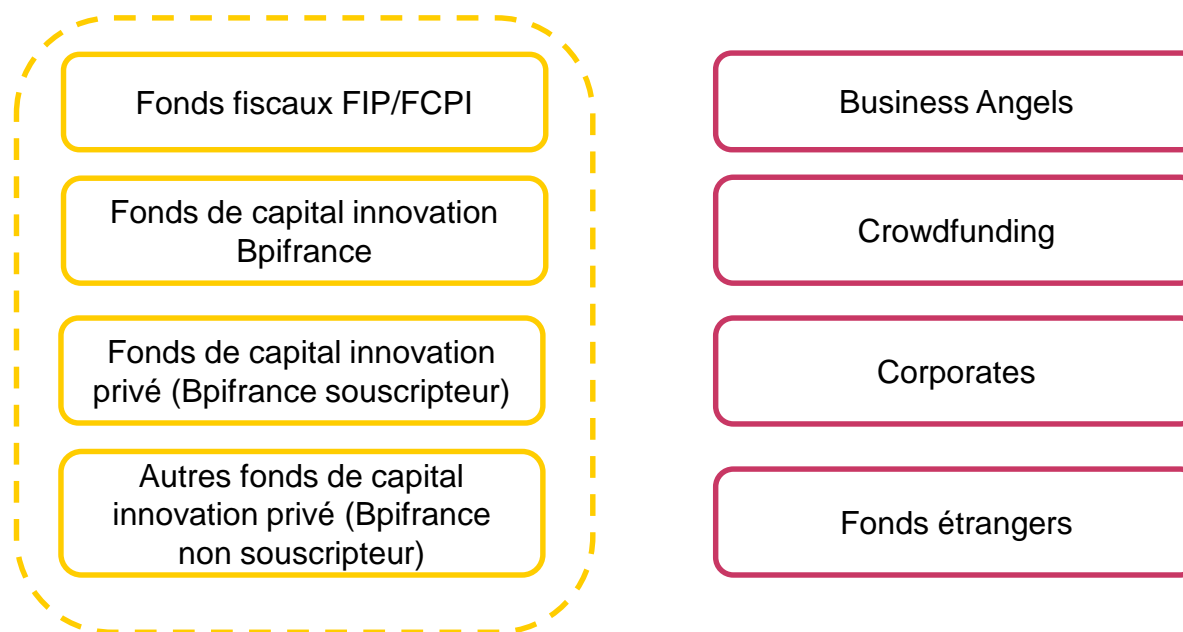 Fonds fiscaux FIP/FCPI
Fonds de capital innovation
Bpifrance
Fonds de capital innovation
privé (Bpifrance souscripteur)
Autres fonds de capital
innovation privé (Bpifrance
non souscripteur)
Business Angels
Crowdfunding
Corporates
Fonds étrangers